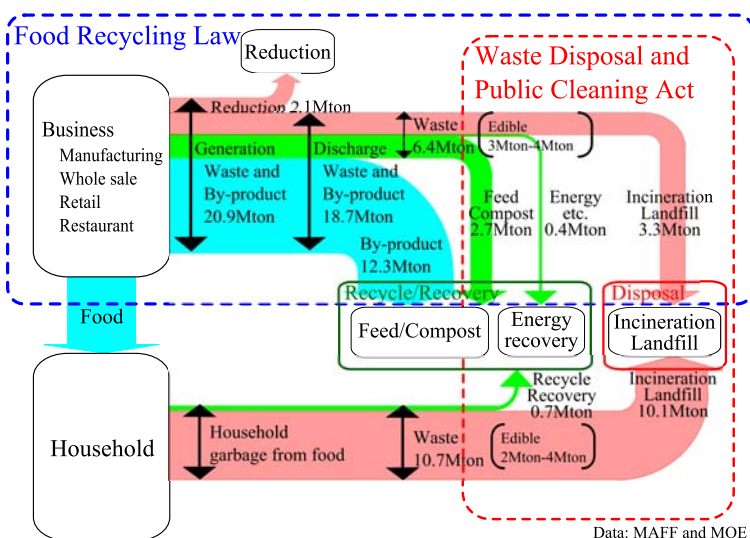 Food Recycling Law
Reduction
Waste Disposal and
Public Cleaning Act
Reduction 2.1Mton
Business
Manufacturing
Whole sale
Retail
Restaurant
Generation
Waste and
By-product
20.9Mton
Discharge
Waste and
By-product
18.7Mton
Waste
6.4Mton
Edible
3Mton-4Mton
By-product
12.3Mton
Feed
Compost
2.7Mton
Energy
etc.
0.4Mton
Incineration
Landfill
3.3Mton
Recycle/Recovery
Disposal
Food
Feed/Compost
Energy
recovery
Incineration
Landfill
Recycle
Recovery
0.7Mton
Incineration
Landfill
10.1Mton
Household
Household
garbage from food
Waste
10.7Mton
Edible
2Mton-4Mton
Data: MAFF and MOE